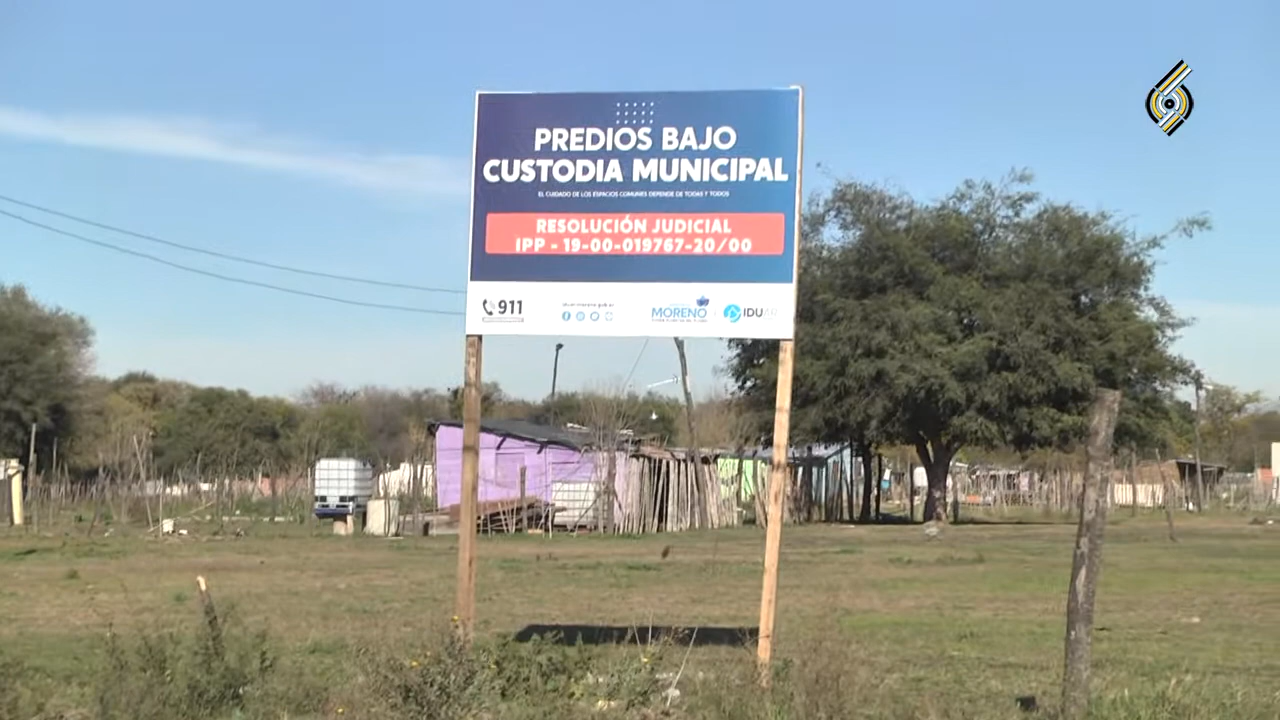 PREDIOS BAJO
CUSTODIA MUNICIPAL
EL CUIDADO DE LOS ESPACIOS COMUNES DEPENDE DE TODAS Y TODOS
RESOLUCIÓN JUDICIAL
IPP - 19-00-019767-20/00
911
MORENO
IDUAR